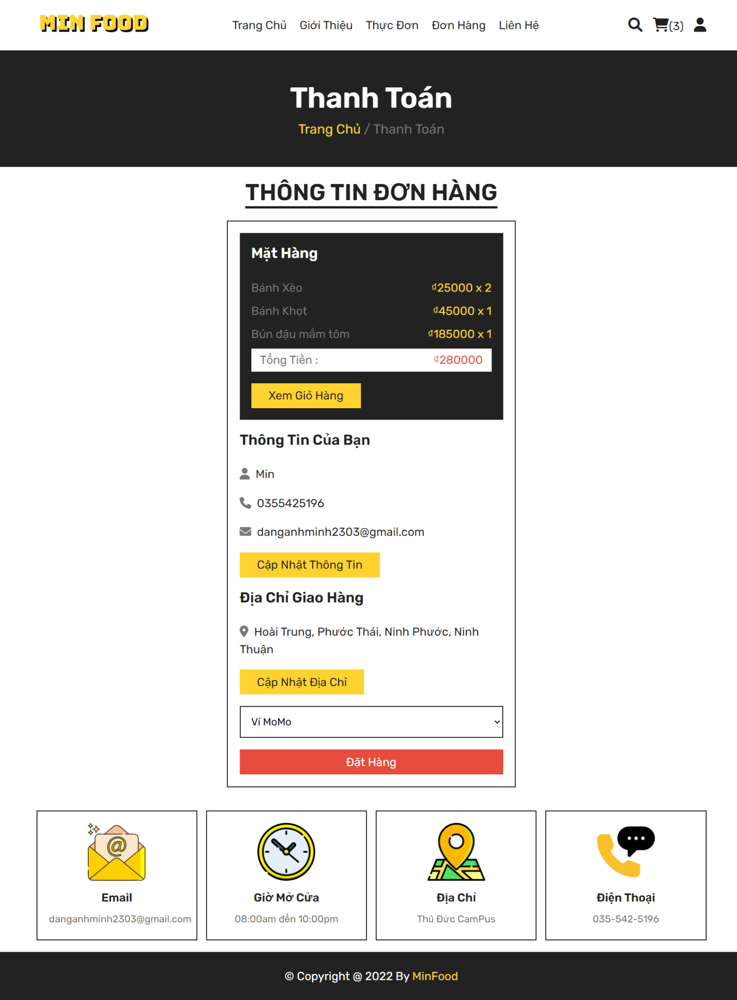 MIN FOOD
Trang Chủ Giới Thiệu Thực Đơn Đơn Hàng Liên Hệ (3)
Thanh Toán
Trang Chủ / Thanh Toán
THÔNG TIN ĐƠN HÀNG
Mặt Hàng
Bánh Xèo ₫25000 x 2
Bánh Khọt ₫45000 x 1
Bún đậu mắm tôm ₫185000 x 1
Tổng Tiền : ₫280000
Xem Giỏ Hàng
Thông Tin Của Bạn
Min
0355425196
danganhminh2303@gmail.com
Cập Nhật Thông Tin
Địa Chỉ Giao Hàng
Hoài Trung, Phước Thái, Ninh Phước, Ninh
Thuận
Cập Nhật Địa Chỉ
Ví MoMo
Đặt Hàng
Email
danganhminh2303@gmail.com
Giờ Mở Cửa
08:00am đến 10:00pm
Địa Chỉ
Thủ Đức CamPus
Điện Thoại
035-542-5196
© Copyright @ 2022 By MinFood